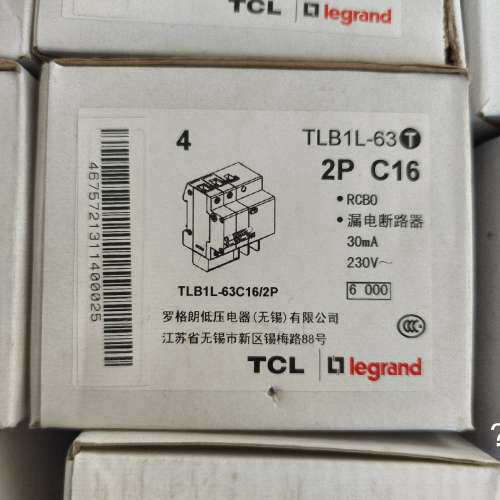 TCL legrand
4
TLB1L-63 T
2P C16
• RCBO
• 漏电断路器
30mA
230V~
6 000
TLB1L-63C16/2P
4675721311400025
罗格朗低压电器(无锡)有限公司
江苏省无锡市新区锡梅路88号
CCC
TCL legrand
?